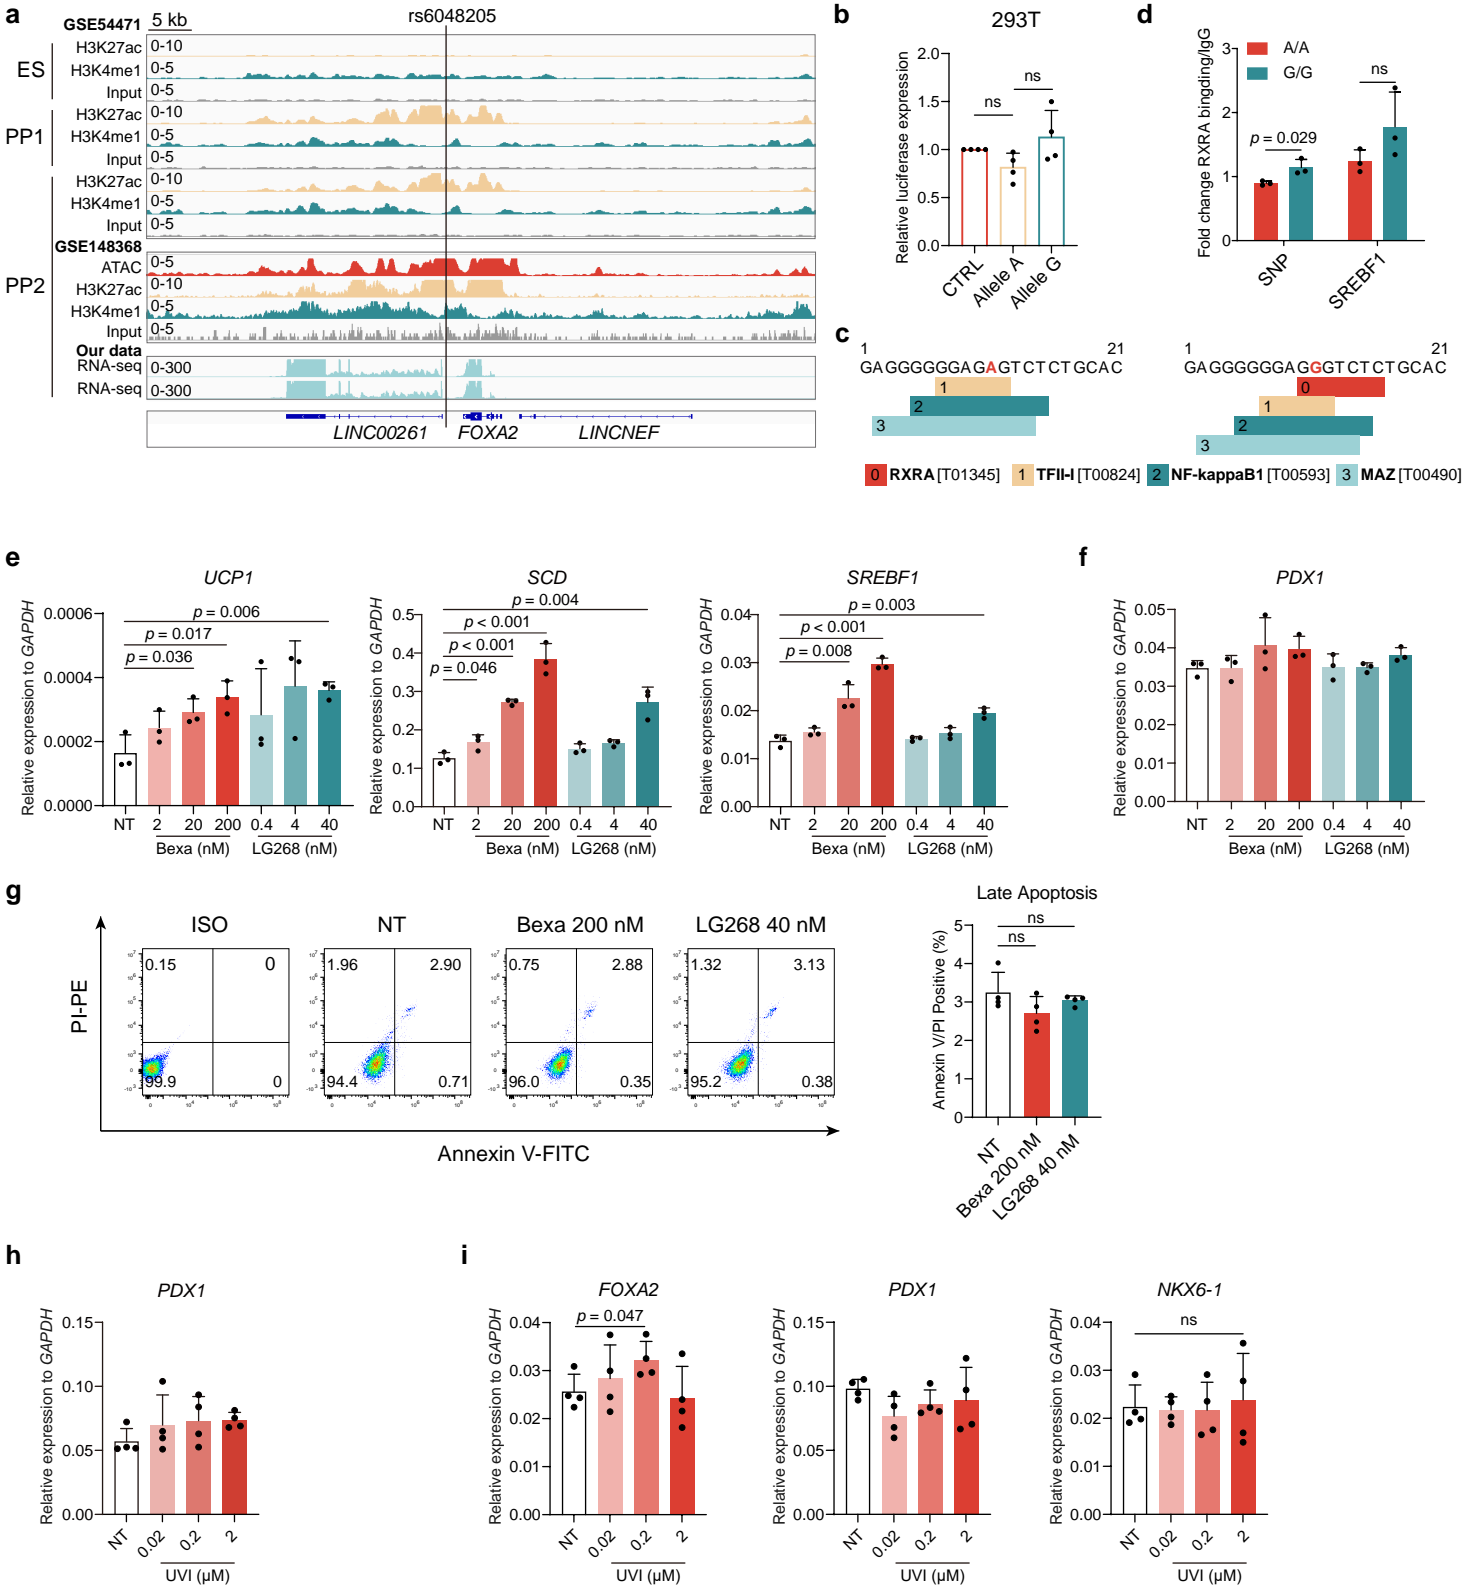 a
GSE54471
5 kb
rs6048205
ES
H3K27ac 0-10
H3K4me1 0-5
Input 0-5
PP1
H3K27ac 0-10
H3K4me1 0-5
Input 0-5
PP2
H3K27ac 0-10
H3K4me1 0-5
Input 0-5
GSE148368
ATAC 0-5
H3K27ac 0-10
H3K4me1 0-5
Input 0-5
Our data
RNA-seq 0-300
RNA-seq 0-300
LINC00261 FOXA2 LINCNEF
b
293T
Relative luciferase expression
2.0
1.5
1.0
0.5
0.0
ns
ns
CTRL
Allele A
Allele G
c
1 21
GAGGGGGGAGAGTCTCTGCAC
1
2
3
1 21
GAGGGGGGAGGGTCTCTGCAC
0
1
2
3
0 RXRA [T01345] 1 TFII-I [T00824] 2 NF-kappaB1 [T00593] 3 MAZ [T00490]
d
Fold change RXRA bingding/IgG
3
2
1
0
A/A
G/G
p = 0.029
ns
SNP
SREBF1
e
UCP1
Relative expression to GAPDH
0.0006
0.0004
0.0002
0.0000
p = 0.006
p = 0.017
p = 0.036
NT 2 20 200 0.4 4 40
Bexa (nM) LG268 (nM)
SCD
Relative expression to GAPDH
0.5
0.4
0.3
0.2
0.1
0.0
p = 0.004
p < 0.001
p < 0.001
p = 0.046
NT 2 20 200 0.4 4 40
Bexa (nM) LG268 (nM)
SREBF1
Relative expression to GAPDH
0.04
0.03
0.02
0.01
0.00
p = 0.003
p < 0.001
p = 0.008
NT 2 20 200 0.4 4 40
Bexa (nM) LG268 (nM)
f
PDX1
Relative expression to GAPDH
0.05
0.04
0.03
0.02
0.01
0.00
NT 2 20 200 0.4 4 40
Bexa (nM) LG268 (nM)
g
PI-PE
ISO
0.15 0
99.9 0
NT
1.96 2.90
94.4 0.71
Bexa 200 nM
0.75 2.88
96.0 0.35
LG268 40 nM
1.32 3.13
95.2 0.38
Annexin V-FITC
Late Apoptosis
Annexin V/PI Positive (%)
5
4
3
2
1
0
ns
ns
NT
Bexa 200 nM
LG268 40 nM
h
PDX1
Relative expression to GAPDH
0.15
0.10
0.05
0.00
NT 0.02 0.2 2
UVI (µM)
i
FOXA2
Relative expression to GAPDH
0.04
0.03
0.02
0.01
0.00
p = 0.047
NT 0.02 0.2 2
UVI (µM)
PDX1
Relative expression to GAPDH
0.15
0.10
0.05
0.00
NT 0.02 0.2 2
UVI (µM)
NKX6-1
Relative expression to GAPDH
0.04
0.03
0.02
0.01
0.00
ns
NT 0.02 0.2 2
UVI (µM)